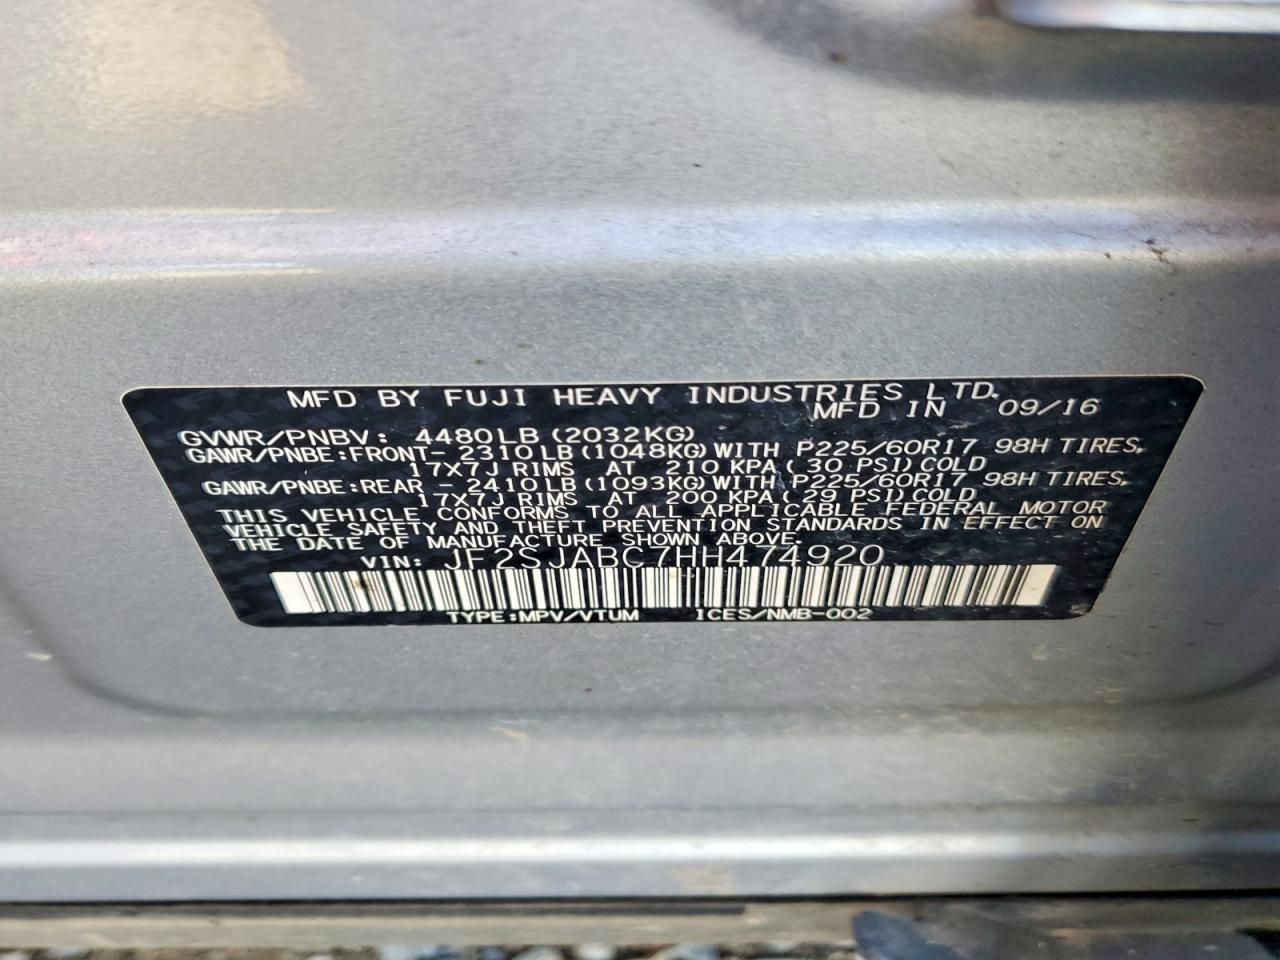 MFD BY FUJI HEAVY INDUSTRIES LTD.
MFD IN 09/16
GVWR/PNBV: 4480LB (2032KG)
GAWR/PNBE:FRONT- 2310LB (1048KG) WITH P225/60R17 98H TIRES,
17X7J RIMS AT 210 KPA (30 PSI) COLD
GAWR/PNBE:REAR - 2410LB (1093KG) WITH P225/60R17 98H TIRES,
17X7J RIMS AT 200 KPA (29 PSI) COLD
THIS VEHICLE CONFORMS TO ALL APPLICABLE FEDERAL MOTOR
VEHICLE SAFETY AND THEFT PREVENTION STANDARDS IN EFFECT ON
THE DATE OF MANUFACTURE SHOWN ABOVE.
VIN: JF2SJABC7HH474920
TYPE:MPV/VTUM ICES/NMB-002